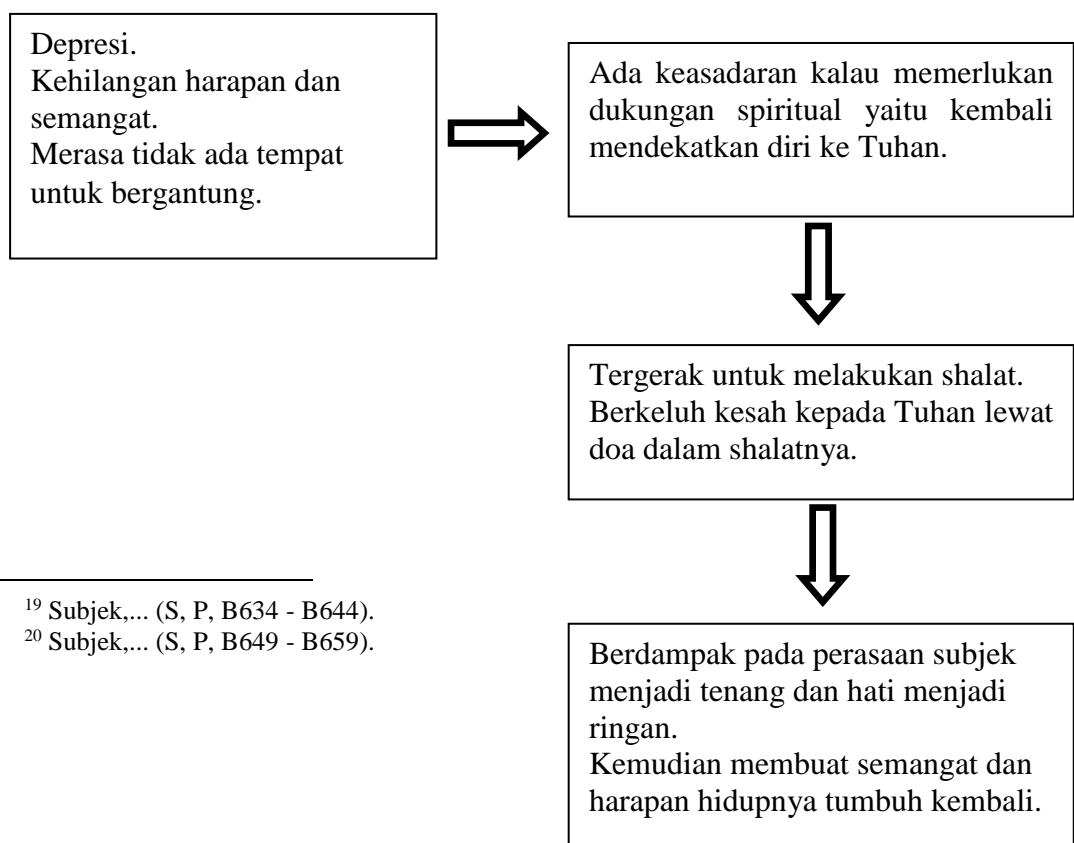 Depresi.
Kehilangan harapan dan
semangat.
Merasa tidak ada tempat
untuk bergantung.
Ada keasadaran kalau memerlukan
dukungan spiritual yaitu kembali
mendekatkan diri ke Tuhan.
Tergerak untuk melakukan shalat.
Berkeluh kesah kepada Tuhan lewat
doa dalam shalatnya.
Berdampak pada perasaan subjek
menjadi tenang dan hati menjadi
ringan.
Kemudian membuat semangat dan
harapan hidupnya tumbuh kembali.
19 Subjek,... (S, P, B634 - B644).
20 Subjek,... (S, P, B649 - B659).